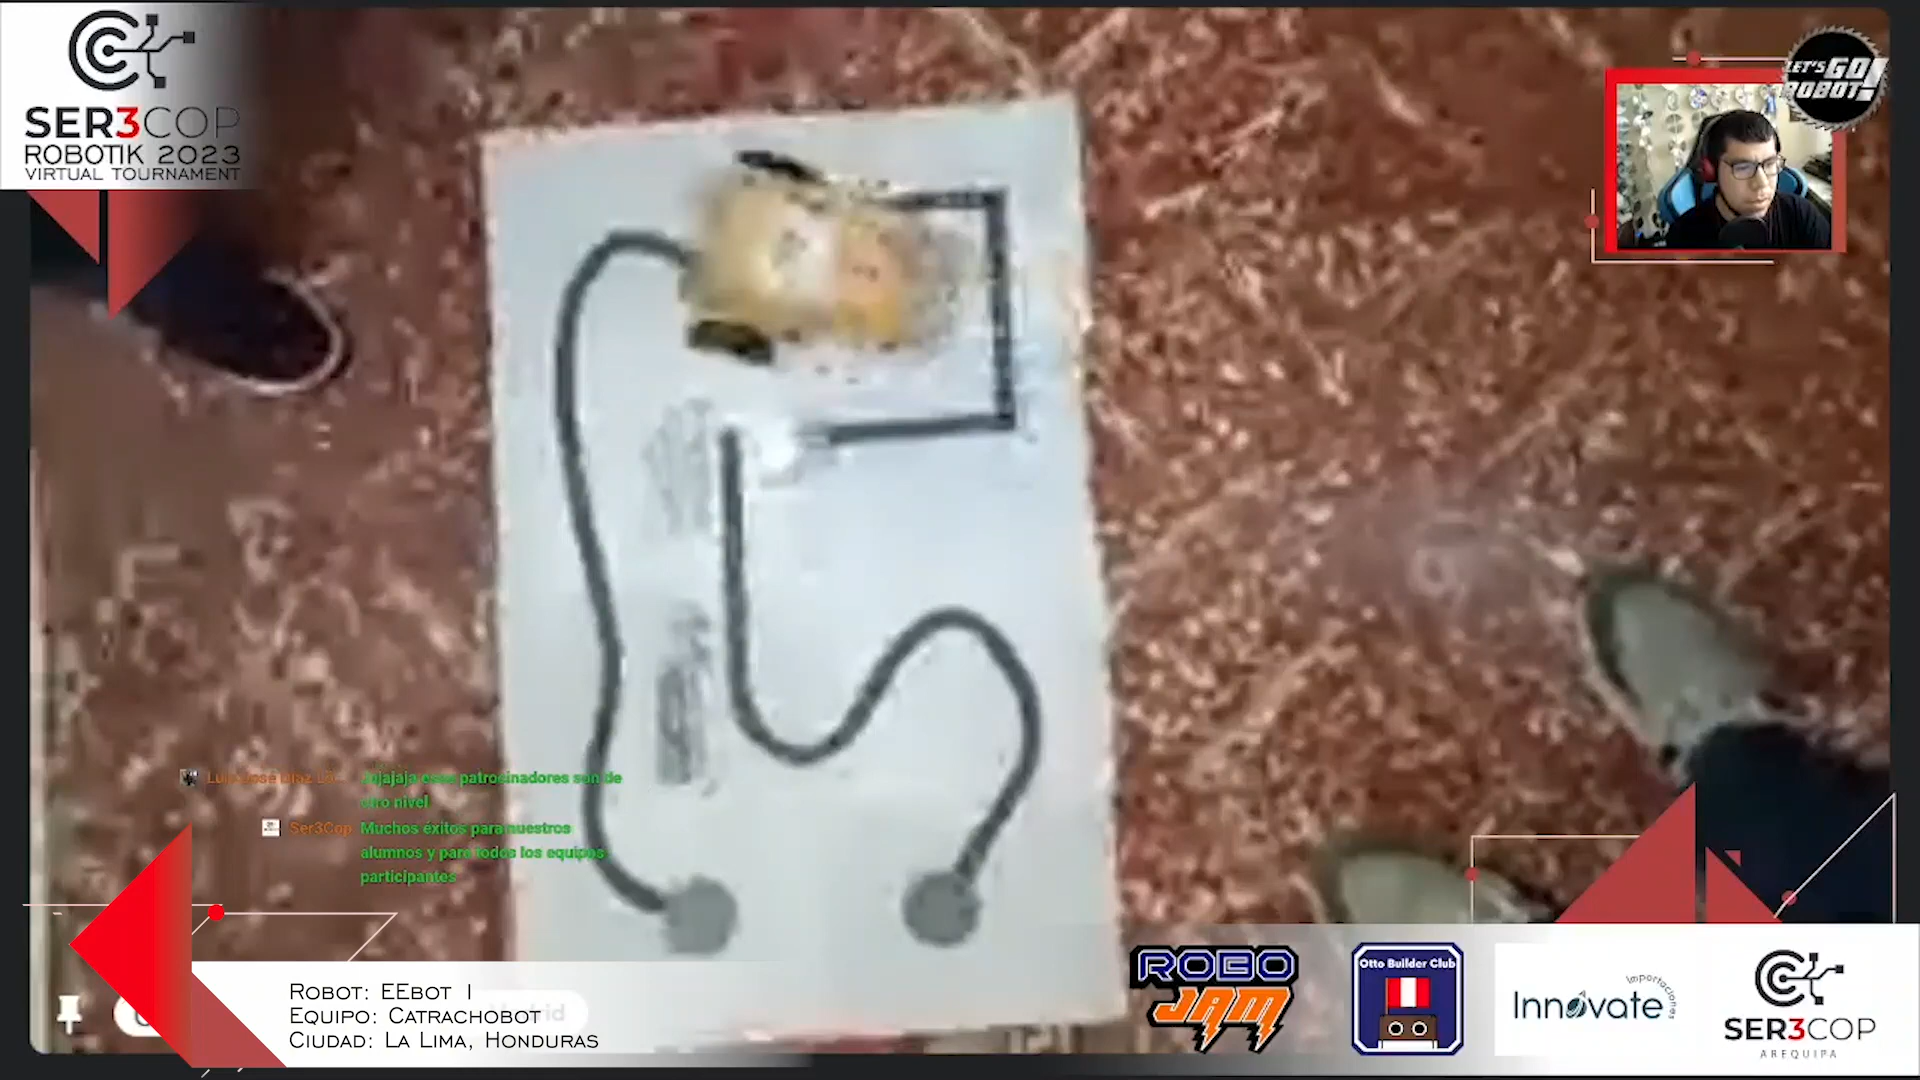 SER3COP
ROBOTIK 2023
VIRTUAL TOURNAMENT
LET'S GO
ROBOT!
Jajajaja esos patrocinadores son de
otro nivel
Ser3Cop Muchos éxitos para nuestros
alumnos y para todos los equipos
participantes
Robot: EEbot 1
Equipo: Catrachobot
Ciudad: La Lima, Honduras
ROBO
JAM
Otto Builder Club
Innovate
importaciones
SER3COP
AREQUIPA